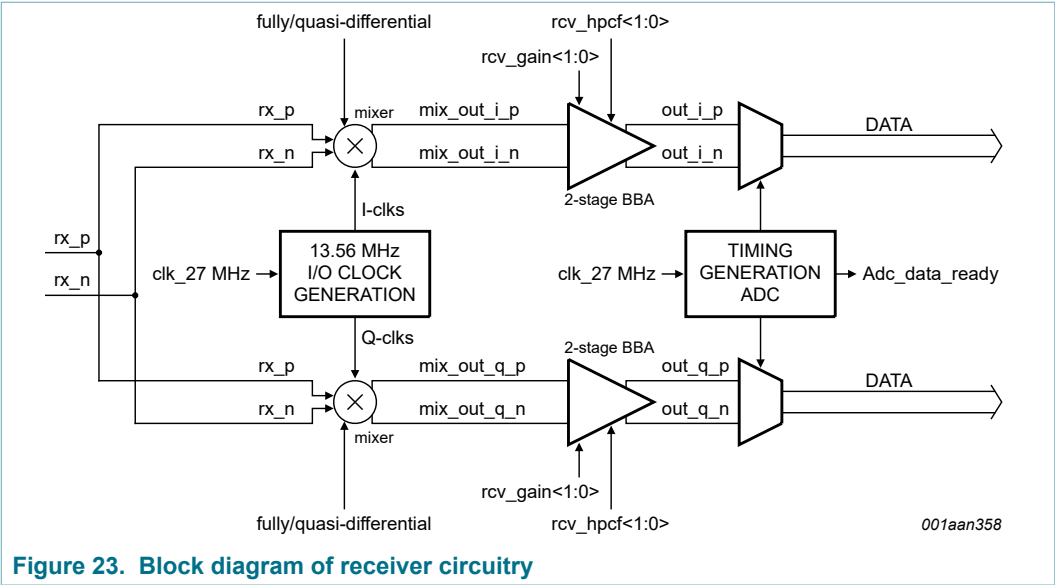 fully/quasi-differential
rcv_hpcf<1:0>
rcv_gain<1:0>
rx_p
mixer
mix_out_i_p
out_i_p
DATA
rx_n
mix_out_i_n
out_i_n
2-stage BBA
I-clks
rx_p
rx_n
clk_27 MHz
13.56 MHz
I/O CLOCK
GENERATION
clk_27 MHz
TIMING
GENERATION
ADC
Adc_data_ready
Q-clks
2-stage BBA
rx_p
mix_out_q_p
out_q_p
DATA
rx_n
mix_out_q_n
out_q_n
mixer
rcv_gain<1:0>
fully/quasi-differential
rcv_hpcf<1:0>
001aan358
Figure 23. Block diagram of receiver circuitry